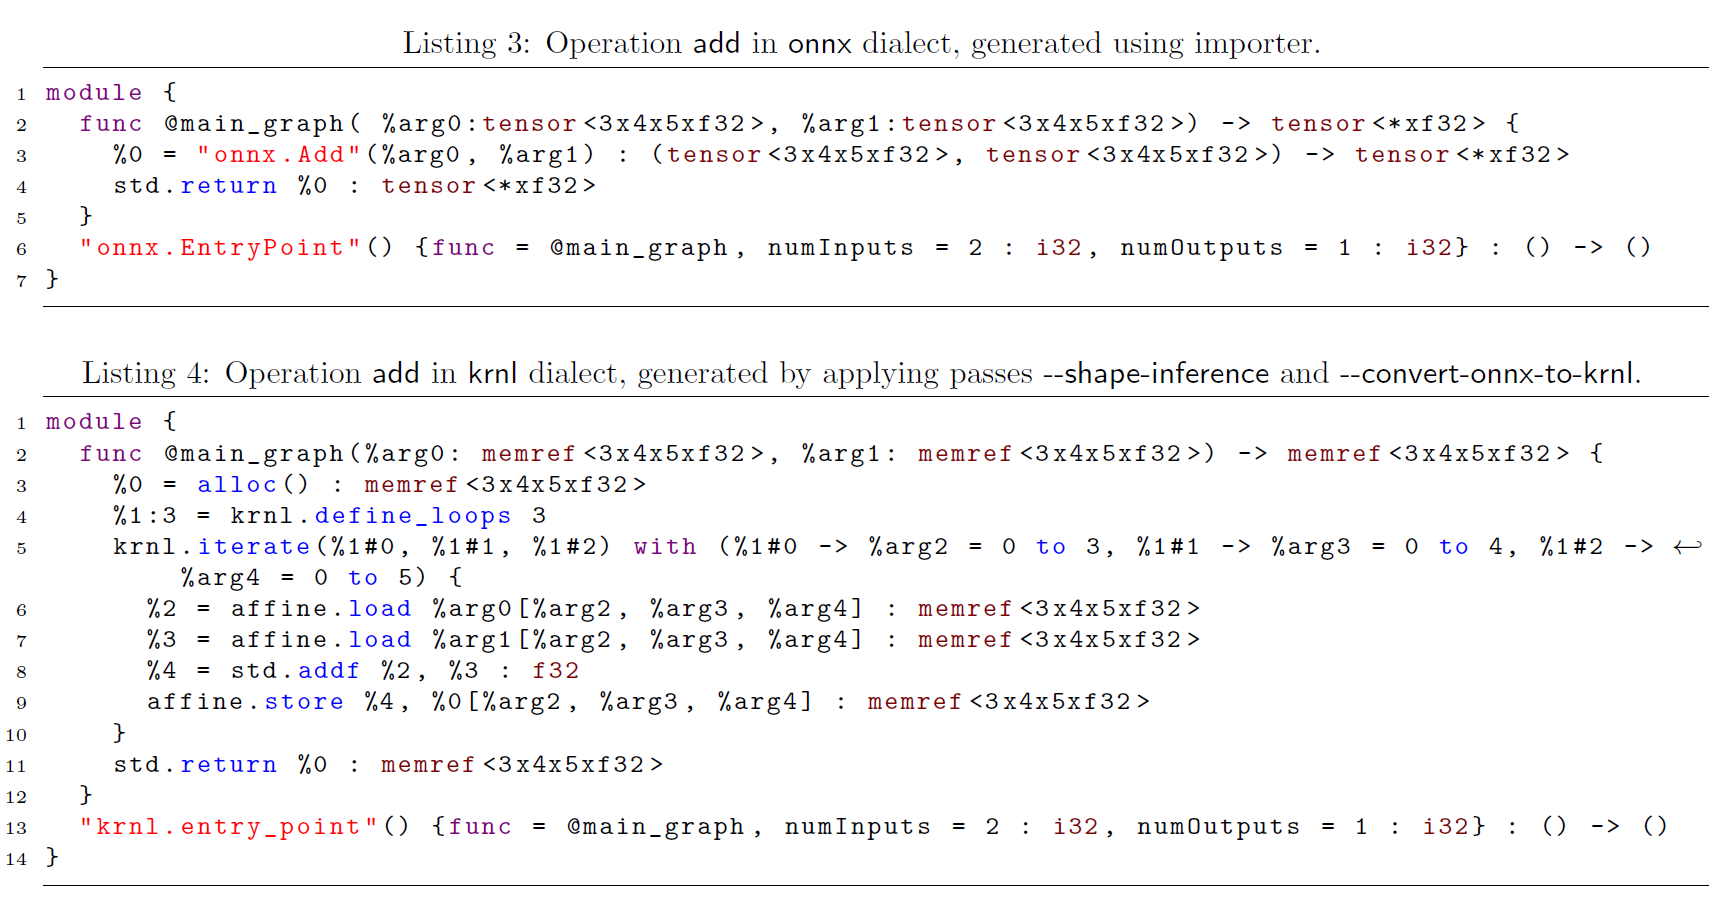 Listing 3: Operation add in onnx dialect, generated using importer.
1 module {
2   func @main_graph( %arg0:tensor<3x4x5xf32>, %arg1:tensor<3x4x5xf32>) -> tensor<*xf32> {
3     %0 = "onnx.Add"(%arg0, %arg1) : (tensor<3x4x5xf32>, tensor<3x4x5xf32>) -> tensor<*xf32>
4     std.return %0 : tensor<*xf32>
5   }
6   "onnx.EntryPoint"() {func = @main_graph, numInputs = 2 : i32, numOutputs = 1 : i32} : () -> ()
7 }
Listing 4: Operation add in krnl dialect, generated by applying passes --shape-inference and --convert-onnx-to-krnl.
1 module {
2   func @main_graph(%arg0: memref<3x4x5xf32>, %arg1: memref<3x4x5xf32>) -> memref<3x4x5xf32> {
3     %0 = alloc() : memref<3x4x5xf32>
4     %1:3 = krnl.define_loops 3
5     krnl.iterate(%1#0, %1#1, %1#2) with (%1#0 -> %arg2 = 0 to 3, %1#1 -> %arg3 = 0 to 4, %1#2 -> ↩
        %arg4 = 0 to 5) {
6       %2 = affine.load %arg0[%arg2, %arg3, %arg4] : memref<3x4x5xf32>
7       %3 = affine.load %arg1[%arg2, %arg3, %arg4] : memref<3x4x5xf32>
8       %4 = std.addf %2, %3 : f32
9       affine.store %4, %0[%arg2, %arg3, %arg4] : memref<3x4x5xf32>
10     }
11     std.return %0 : memref<3x4x5xf32>
12   }
13   "krnl.entry_point"() {func = @main_graph, numInputs = 2 : i32, numOutputs = 1 : i32} : () -> ()
14 }